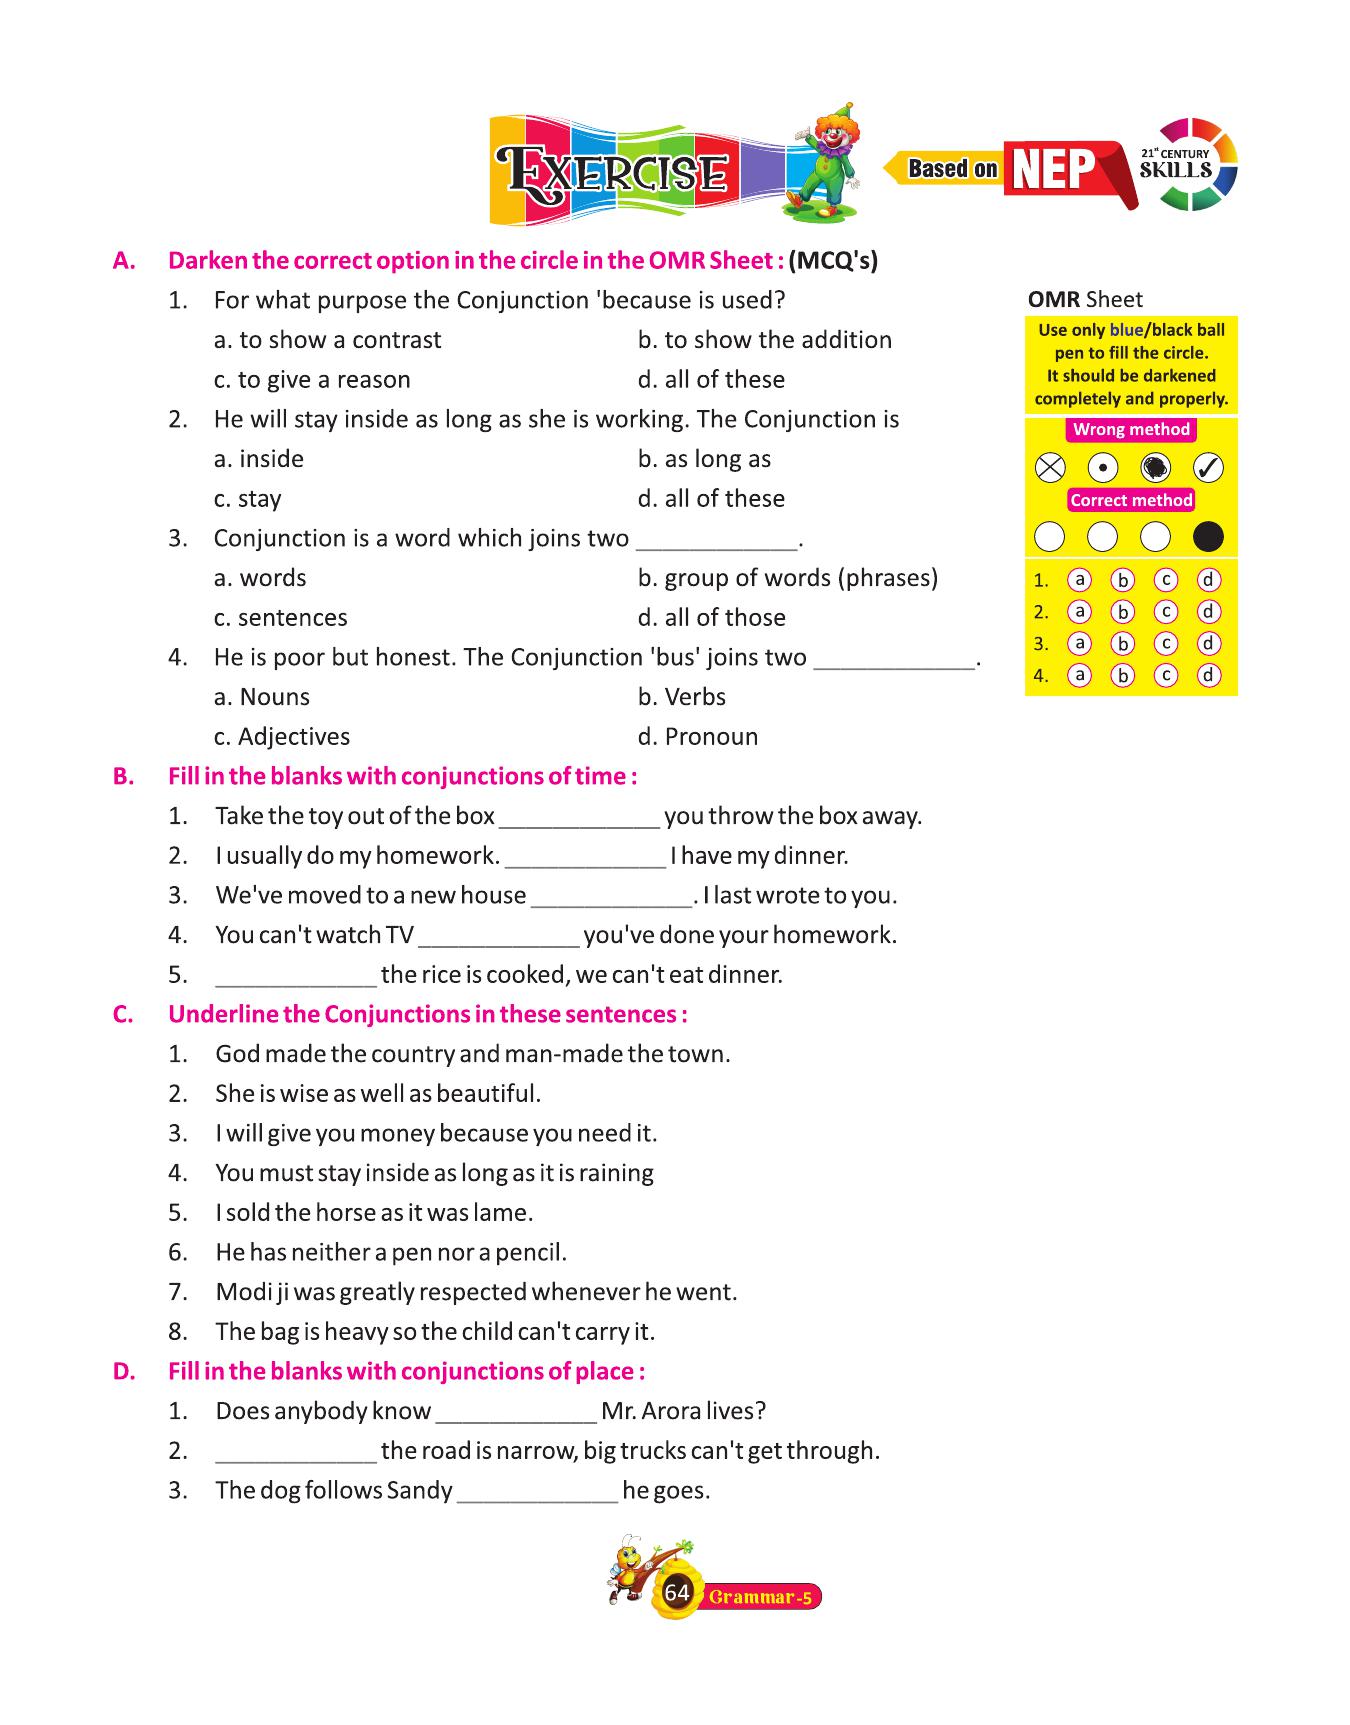 EXERCISE
Based on NEP
21st CENTURY
SKILLS
A. Darken the correct option in the circle in the OMR Sheet : (MCQ's)
1. For what purpose the Conjunction 'because is used?
a. to show a contrast b. to show the addition
c. to give a reason d. all of these
2. He will stay inside as long as she is working. The Conjunction is
a. inside b. as long as
c. stay d. all of these
3. Conjunction is a word which joins two ____________.
a. words b. group of words (phrases)
c. sentences d. all of those
4. He is poor but honest. The Conjunction 'bus' joins two ____________.
a. Nouns b. Verbs
c. Adjectives d. Pronoun
OMR Sheet
Use only blue/black ball
pen to fill the circle.
It should be darkened
completely and properly.
Wrong method
Correct method
1. a b c d
2. a b c d
3. a b c d
4. a b c d
B. Fill in the blanks with conjunctions of time :
1. Take the toy out of the box ____________ you throw the box away.
2. I usually do my homework. ____________ I have my dinner.
3. We've moved to a new house ____________. I last wrote to you.
4. You can't watch TV ____________ you've done your homework.
5. ____________ the rice is cooked, we can't eat dinner.
C. Underline the Conjunctions in these sentences :
1. God made the country and man-made the town.
2. She is wise as well as beautiful.
3. I will give you money because you need it.
4. You must stay inside as long as it is raining
5. I sold the horse as it was lame.
6. He has neither a pen nor a pencil.
7. Modi ji was greatly respected whenever he went.
8. The bag is heavy so the child can't carry it.
D. Fill in the blanks with conjunctions of place :
1. Does anybody know ____________ Mr. Arora lives?
2. ____________ the road is narrow, big trucks can't get through.
3. The dog follows Sandy ____________ he goes.
64 Grammar-5